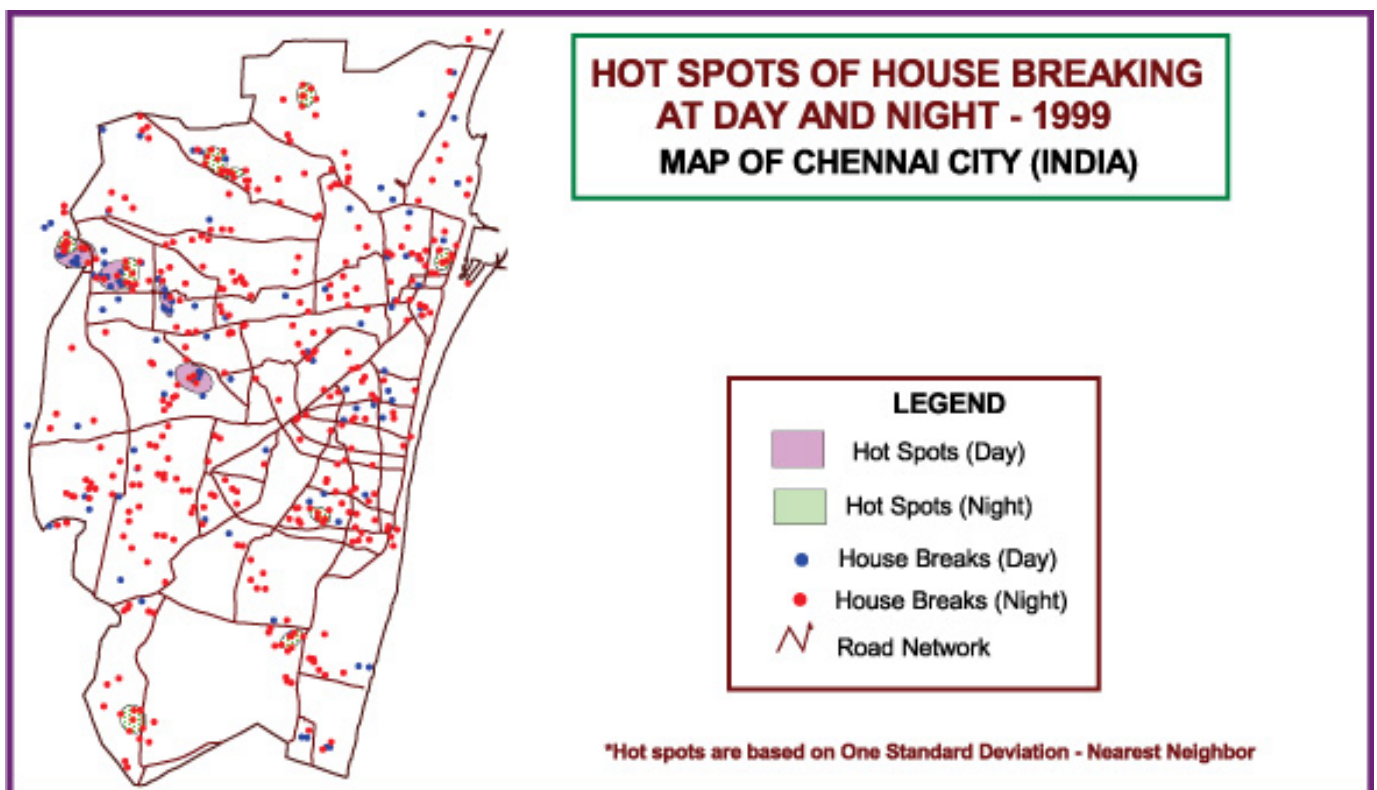 HOT SPOTS OF HOUSE BREAKING
AT DAY AND NIGHT - 1999
MAP OF CHENNAI CITY (INDIA)
LEGEND
Hot Spots (Day)
Hot Spots (Night)
House Breaks (Day)
House Breaks (Night)
Road Network
*Hot spots are based on One Standard Deviation - Nearest Neighbor